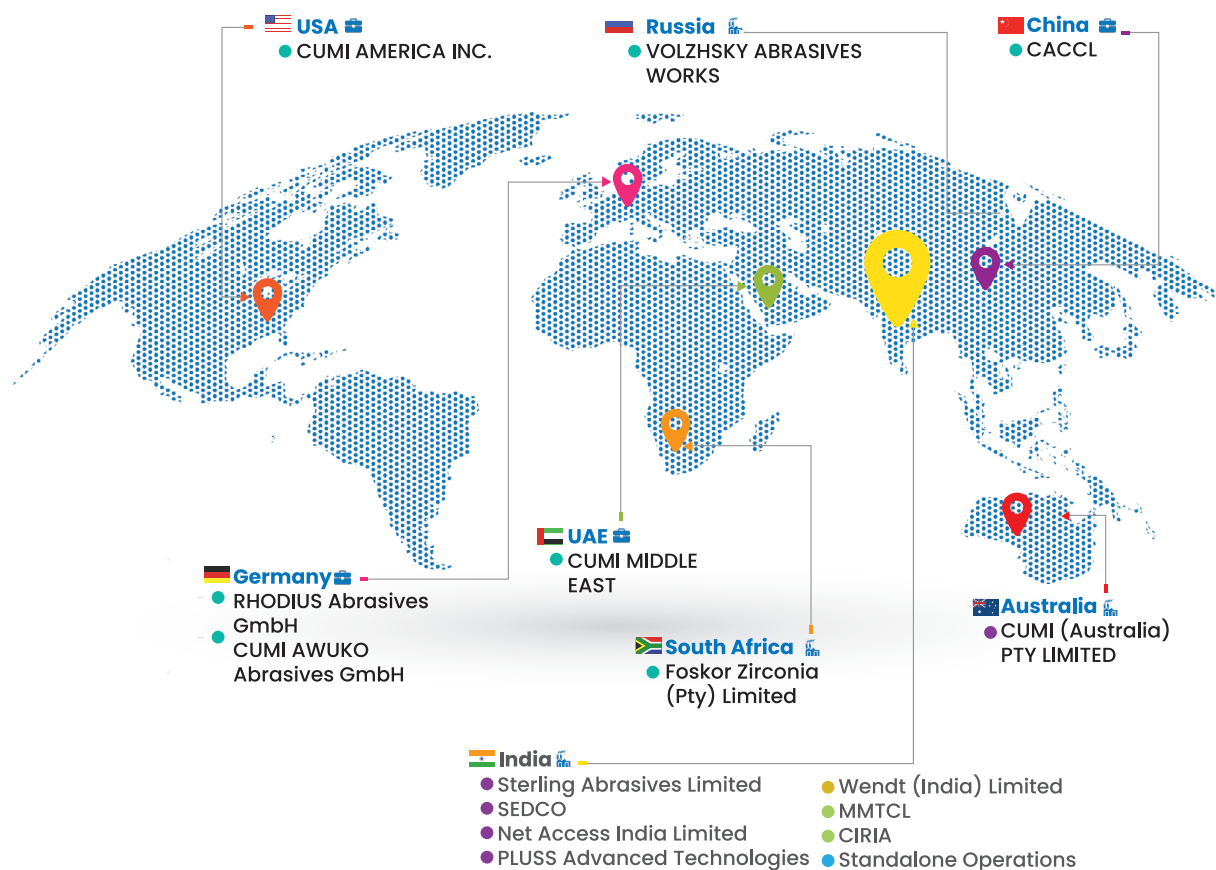 USA
CUMI AMERICA INC.
Russia
VOLZHSKY ABRASIVES
WORKS
China
CACCL
UAE
CUMI MIDDLE
EAST
Germany
RHODIUS Abrasives
GmbH
CUMI AWUKO
Abrasives GmbH
Australia
CUMI (Australia)
PTY LIMITED
South Africa
Foskor Zirconia
(Pty) Limited
India
Sterling Abrasives Limited
SEDCO
Net Access India Limited
PLUSS Advanced Technologies
Wendt (India) Limited
MMTCL
CIRIA
Standalone Operations